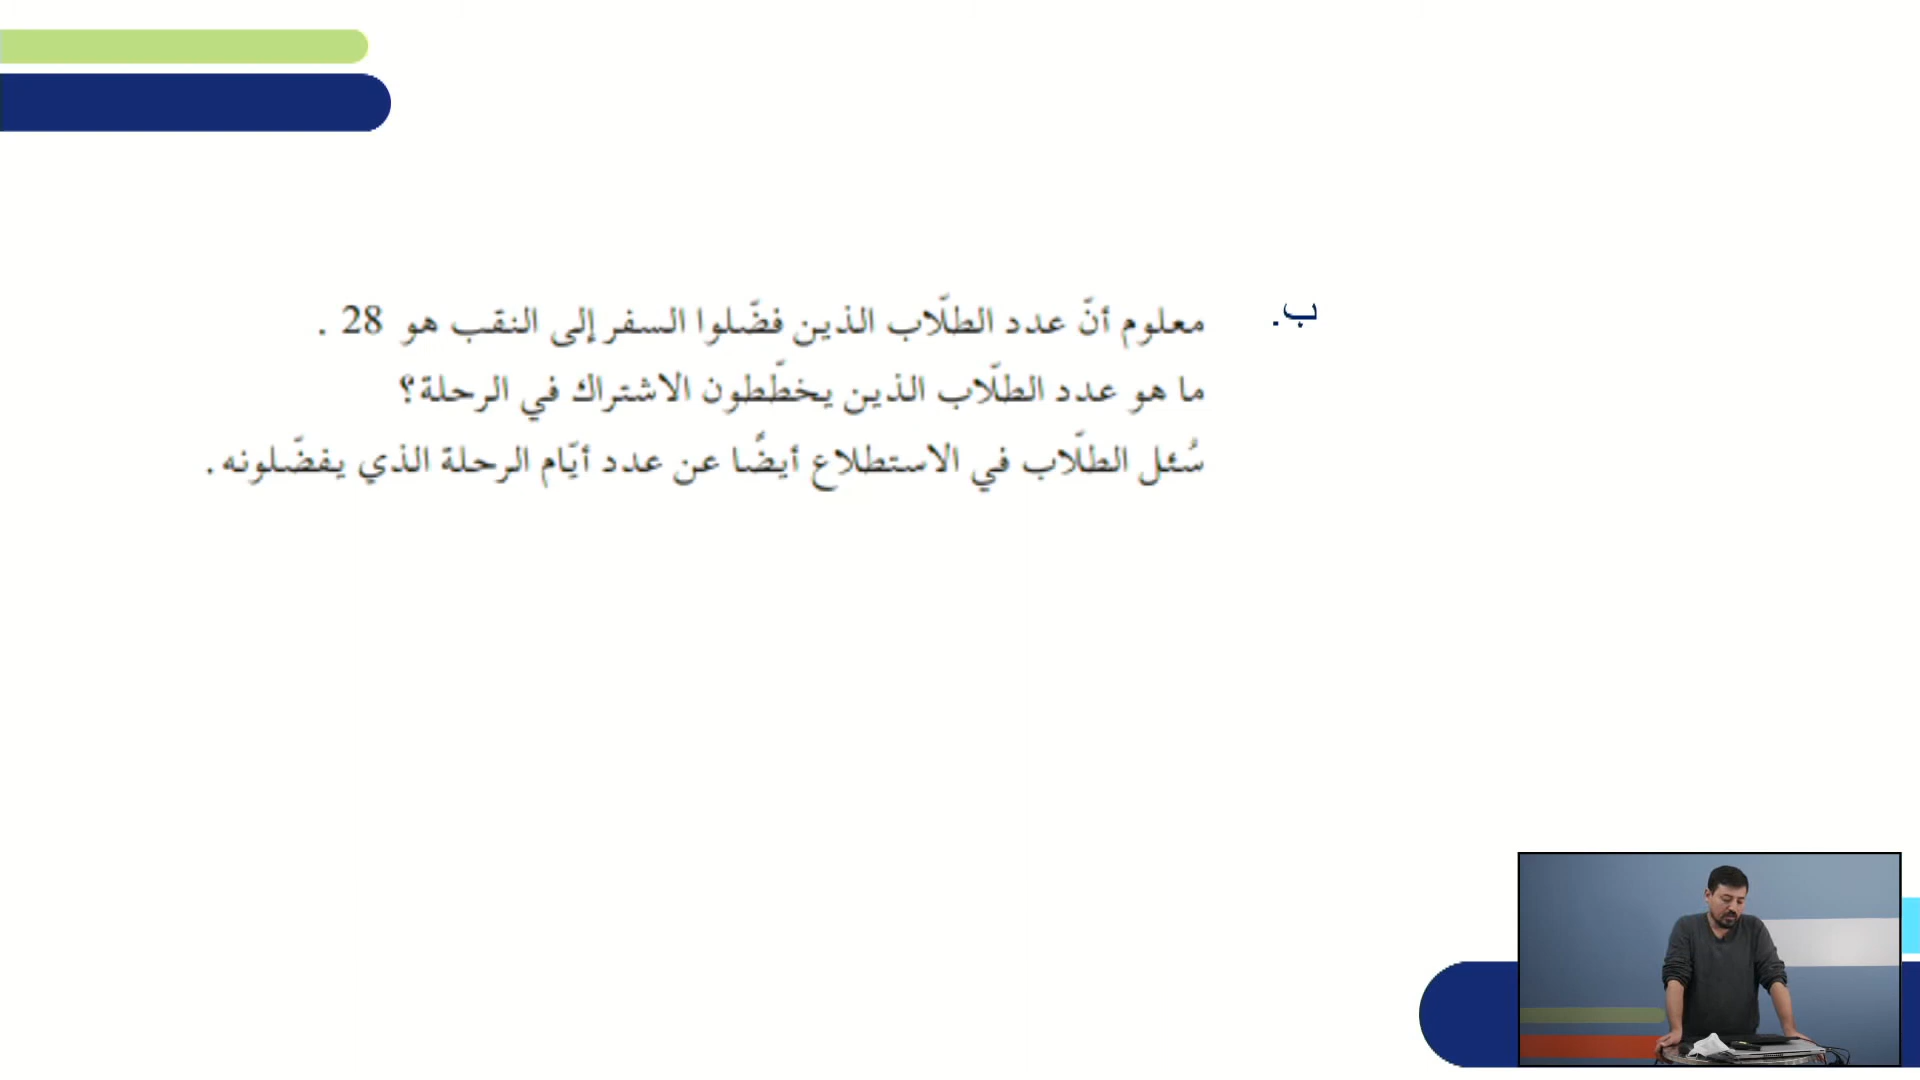 ب. معلوم أنّ عدد الطلّاب الذين فضّلوا السفر إلى النقب هو 28 .
ما هو عدد الطلّاب الذين يخطّطون الاشتراك في الرحلة؟
سُئل الطلّاب في الاستطلاع أيضًا عن عدد أيّام الرحلة الذي يفضّلونه .